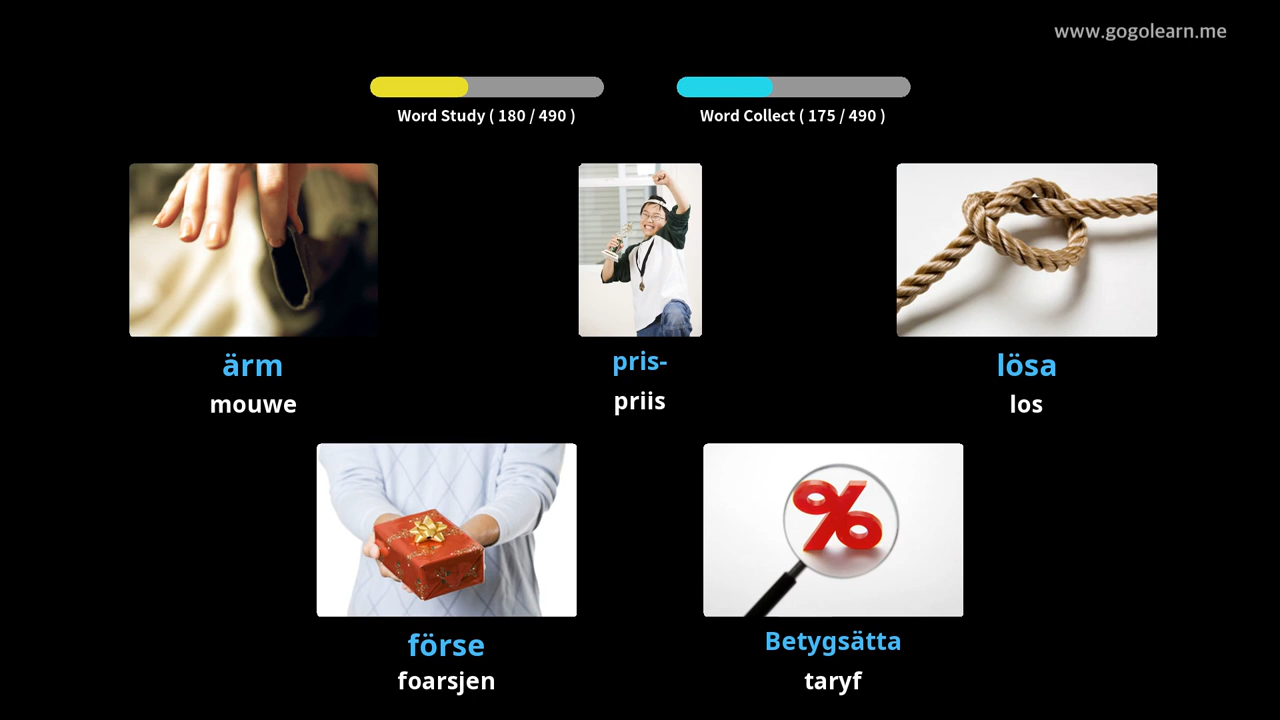 www.gogolearn.me
Word Study ( 180 / 490 )
Word Collect ( 175 / 490 )
ärm
mouwe
pris-
priis
lösa
los
förse
foarsjen
Betygsätta
taryf